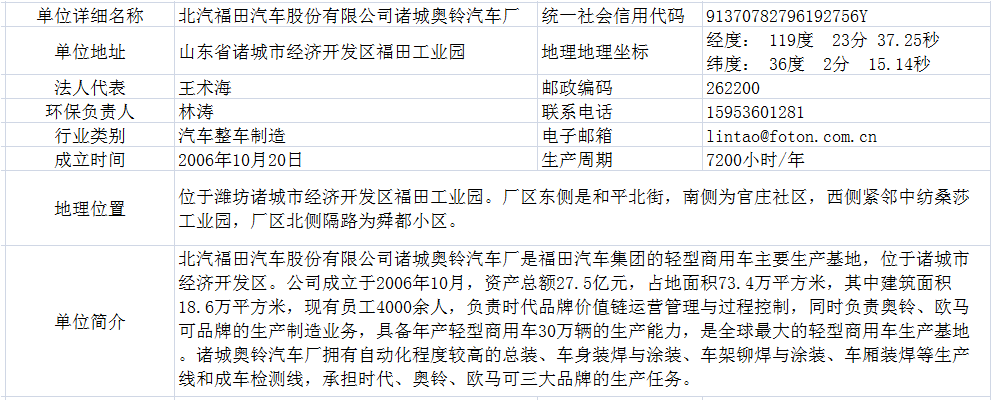 单位详细名称 北汽福田汽车股份有限公司诸城奥铃汽车厂 统一社会信用代码 91370782796192756Y
单位地址 山东省诸城市经济开发区福田工业园 地理地理坐标 经度： 119度 23分 37.25秒
纬度： 36度 2分 15.14秒
法人代表 王术海 邮政编码 262200
环保负责人 林涛 联系电话 15953601281
行业类别 汽车整车制造 电子邮箱 lintao@foton.com.cn
成立时间 2006年10月20日 生产周期 7200小时/年
地理位置 位于潍坊诸城市经济开发区福田工业园。厂区东侧是和平北街，南侧为官庄社区，西侧紧邻中纺桑莎
工业园，厂区北侧隔路为舜都小区。
单位简介 北汽福田汽车股份有限公司诸城奥铃汽车厂是福田汽车集团的轻型商用车主要生产基地，位于诸城市
经济开发区。公司成立于2006年10月，资产总额27.5亿元，占地面积73.4万平方米，其中建筑面积
18.6万平方米，现有员工4000余人，负责时代品牌价值链运营管理与过程控制，同时负责奥铃、欧马
可品牌的生产制造业务，具备年产轻型商用车30万辆的生产能力，是全球最大的轻型商用车生产基地
。诸城奥铃汽车厂拥有自动化程度较高的总装、车身装焊与涂装、车架铆焊与涂装、车厢装焊等生产
线和成车检测线，承担时代、奥铃、欧马可三大品牌的生产任务。